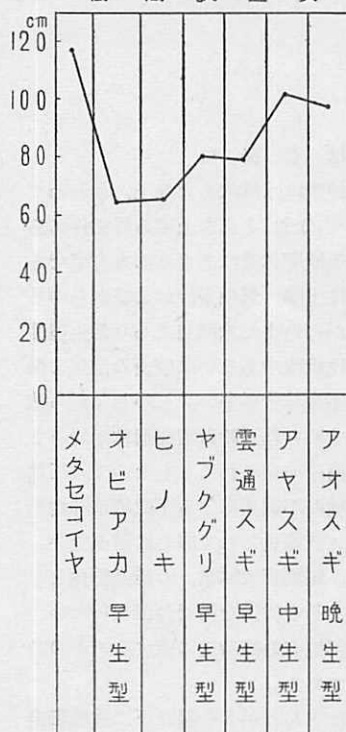 cm
120
100
80
60
40
20
0
メタセコイヤ
オビアカ早生型
ヒノキ
ヤブクグリ早生型
雲通スギ早生型
アヤスギ中生型
アオスギ晩生型